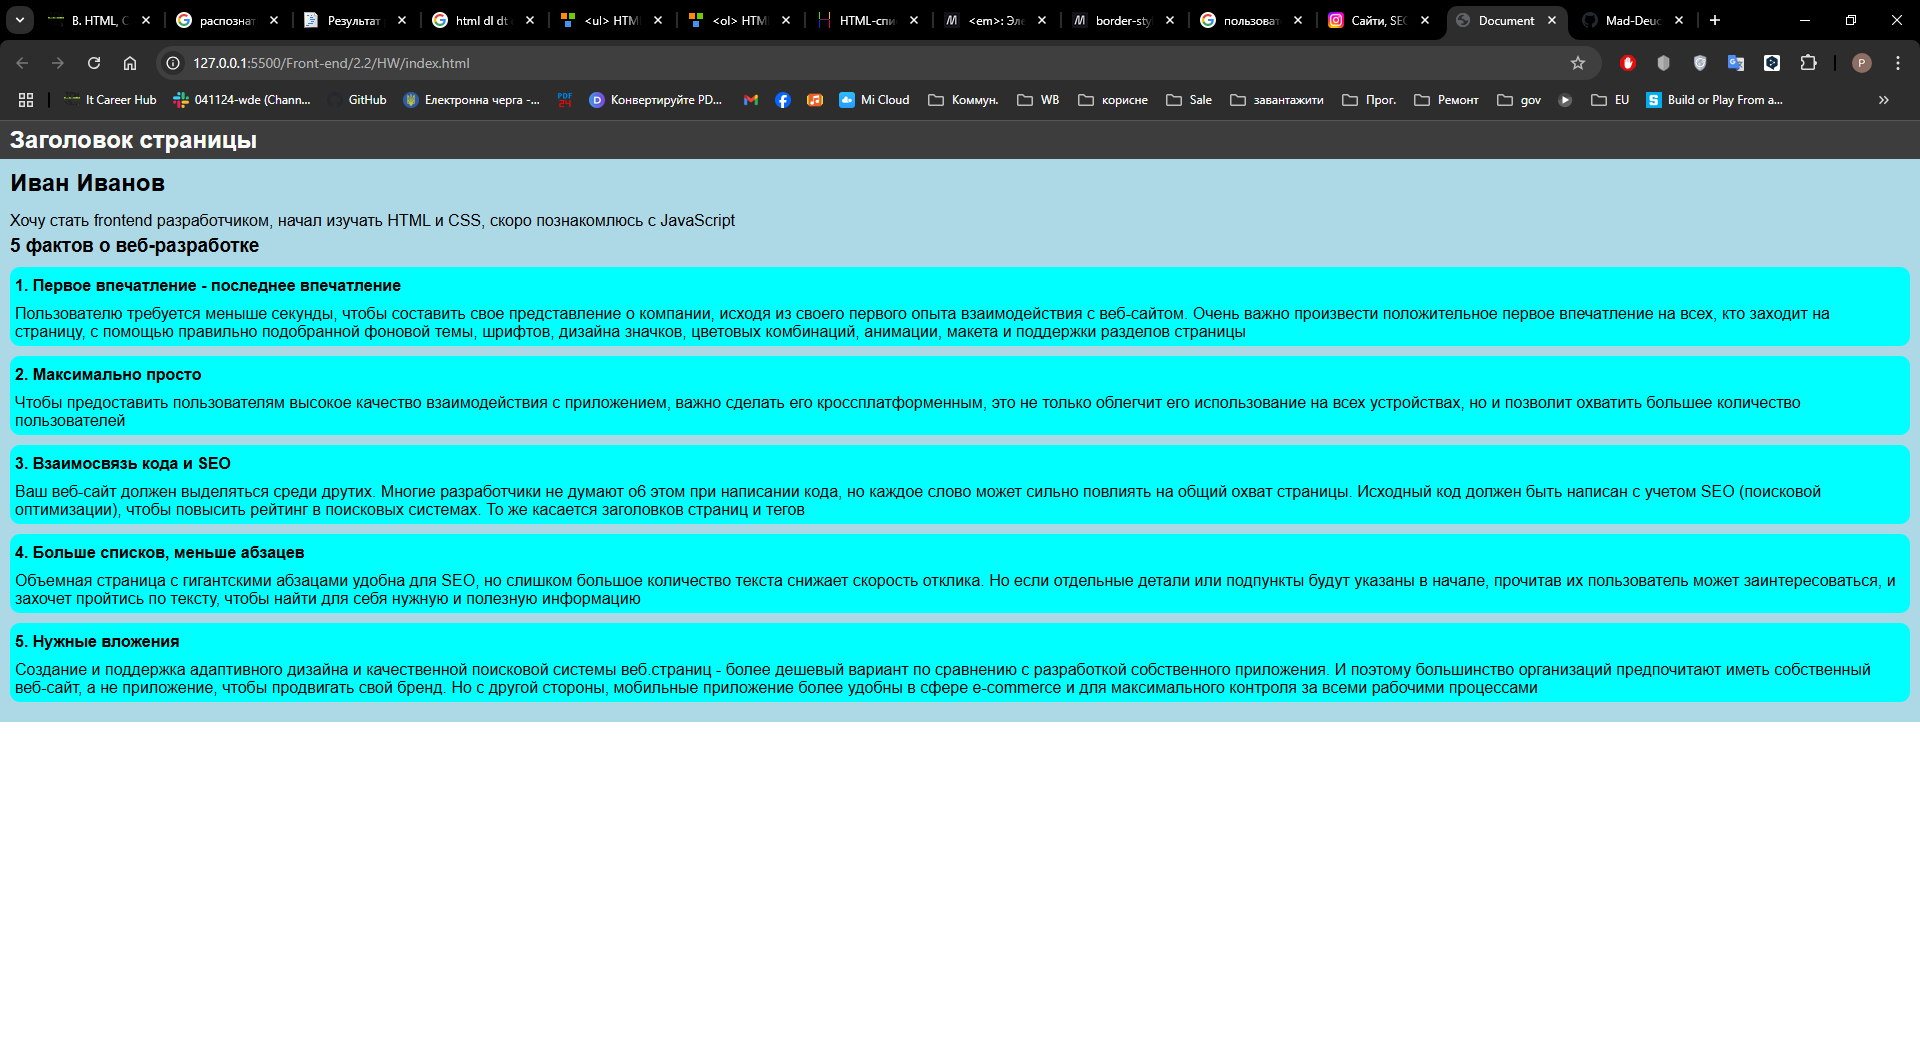 В. HTML, C
распознат
Результат
html dl dt
<ul> HTM
<ol> HTM
HTML-спи
<em>: Эле
border-sty
пользоват
Сайти, SEO
Document
Mad-Deuc
127.0.0.1:5500/Front-end/2.2/HW/index.html
P
It Career Hub
041124-wde (Chann...
GitHub
Електронна черга -...
PDF 24
D Конвертируйте PD...
Mi Cloud
Коммун.
WB
корисне
Sale
завантажити
Прог.
Ремонт
gov
EU
S Build or Play From a...
Заголовок страницы
Иван Иванов
Хочу стать frontend разработчиком, начал изучать HTML и CSS, скоро познакомлюсь с JavaScript
5 фактов о веб-разработке
1. Первое впечатление - последнее впечатление
Пользователю требуется меньше секунды, чтобы составить свое представление о компании, исходя из своего первого опыта взаимодействия с веб-сайтом. Очень важно произвести положительное первое впечатление на всех, кто заходит на
страницу, с помощью правильно подобранной фоновой темы, шрифтов, дизайна значков, цветовых комбинаций, анимации, макета и поддержки разделов страницы
2. Максимально просто
Чтобы предоставить пользователям высокое качество взаимодействия с приложением, важно сделать его кроссплатформенным, это не только облегчит его использование на всех устройствах, но и позволит охватить большее количество
пользователей
3. Взаимосвязь кода и SEO
Ваш веб-сайт должен выделяться среди друтих. Многие разработчики не думают о6 этом при написании кода, но каждое слово может сильно повлиять на общий охват страницы. Исходный код должен быть написан с учетом SEO (поисковой
оптимизации), чтобы повысить рейтинг в поисковых системах. То же касается заголовков страниц и тегов
4. Больше списков, меньше абзацев
Объемная страница с гигантскими абзацами удобна для SEO, но слишком большое количество текста снижает скорость отклика. Но если отдельные детали или подпункты будут указаны в начале, прочитав их пользователь может заинтересоваться, и
захочет пройтись по тексту, чтобы найти для себя нужную и полезную информацию
5. Нужные вложения
Создание и поддержка адаптивного дизайна и качественной поисковой системы веб.страниц - более дешевый вариант по сравнению с разработкой собственного приложения. И поэтому большинство организаций предпочитают иметь собственный
веб-сайт, а не приложение, чтобы продвигать свой бренд. Но с другой стороны, мобильные приложение более удобны в сфере e-commerce и для максимального контроля за всеми рабочими процессами